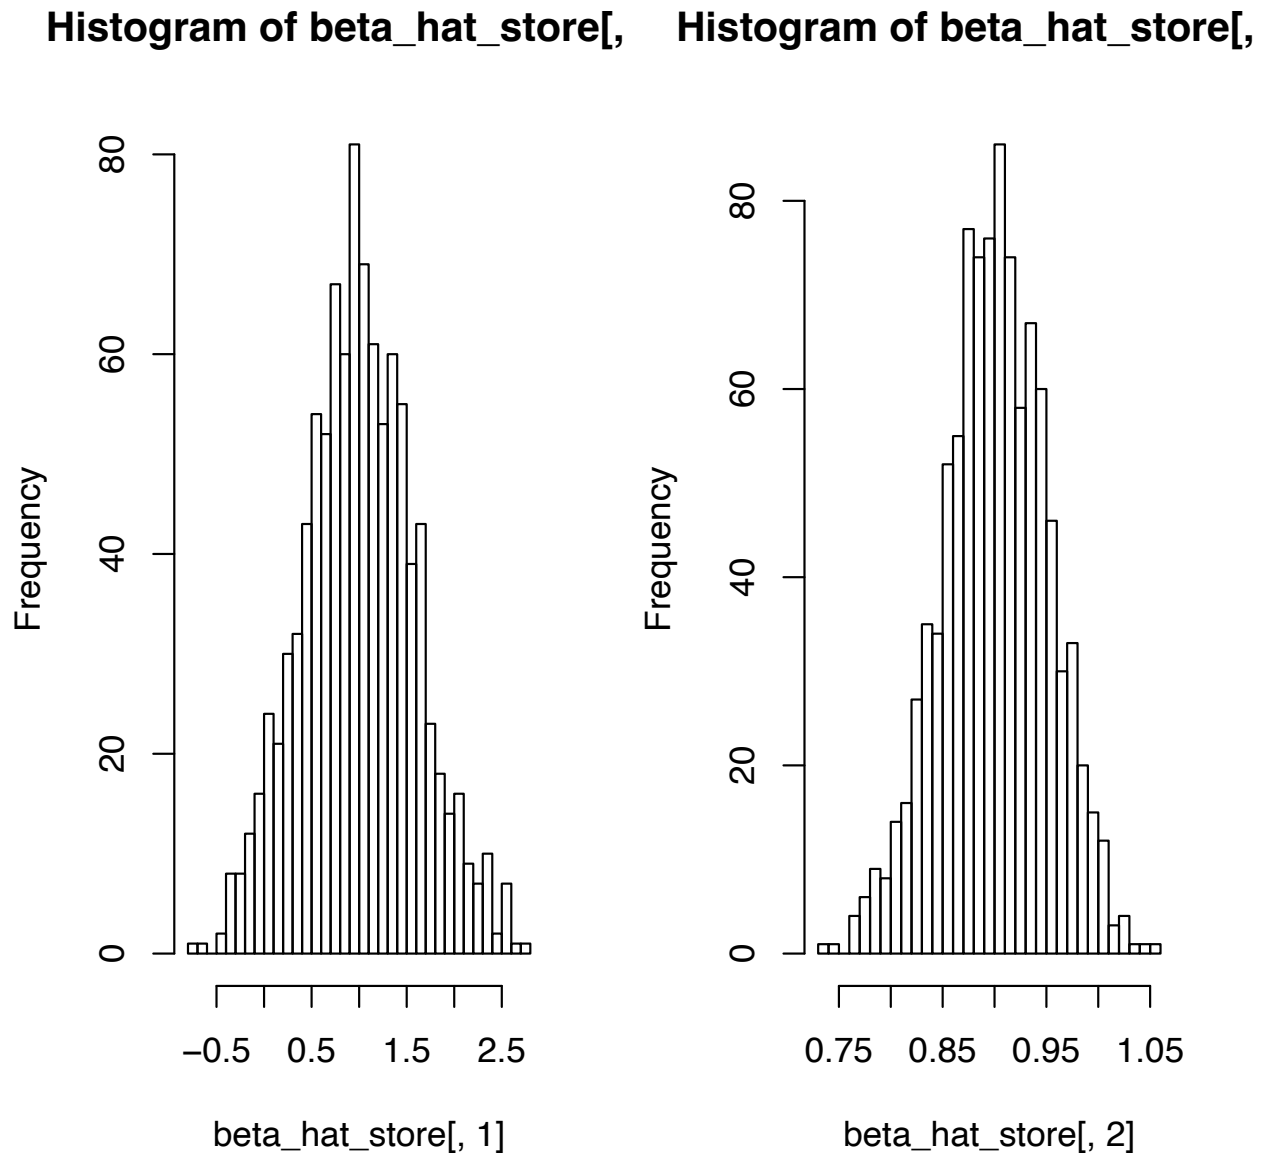 Histogram of beta_hat_store[,
Frequency
80
60
40
20
0
−0.5 0.5 1.5 2.5
beta_hat_store[, 1]
Histogram of beta_hat_store[,
Frequency
80
60
40
20
0
0.75 0.85 0.95 1.05
beta_hat_store[, 2]